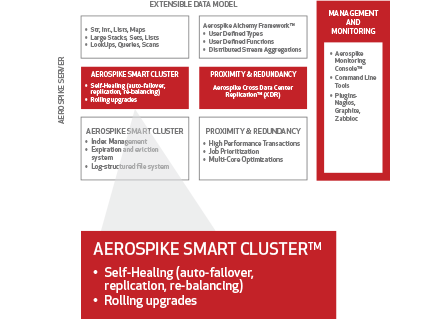 EXTENSIBLE DATA MODEL
AEROSPIKE SERVER
• Str, Int, Lists, Maps
• Large Stacks, Sets, Lists
• LookUps, Queries, Scans
Aerospike Alchemy Framework™
• User Defined Types
• User Defined Functions
• Distributed Stream Aggregations
AEROSPIKE SMART CLUSTER
• Self-Healing (auto-failover,
replication, re-balancing)
• Rolling upgrades
PROXIMITY & REDUNDANCY
Aerospike Cross Data Center
Replication™ (XDR)
AEROSPIKE SMART CLUSTER
• Index Management
• Expiration and eviction
system
• Log-structured file system
PROXIMITY & REDUNDANCY
• High Performance Transactions
• Job Prioritization
• Multi-Core Optimizations
MANAGEMENT
AND
MONITORING
• Aerospike
Monitoring
Console™
• Command Line
Tools
• Plugins-
Nagios,
Graphite,
Zabbioc
AEROSPIKE SMART CLUSTER™
• Self-Healing (auto-failover,
replication, re-balancing)
• Rolling upgrades